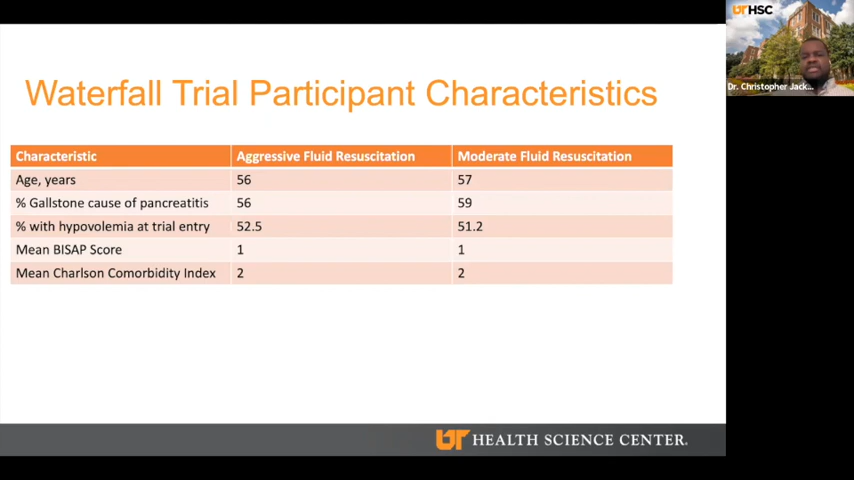 UTHSC
Dr. Christopher Jack...
Waterfall Trial Participant Characteristics
Characteristic Aggressive Fluid Resuscitation Moderate Fluid Resuscitation
Age, years 56 57
% Gallstone cause of pancreatitis 56 59
% with hypovolemia at trial entry 52.5 51.2
Mean BISAP Score 1 1
Mean Charlson Comorbidity Index 2 2
UT HEALTH SCIENCE CENTER.